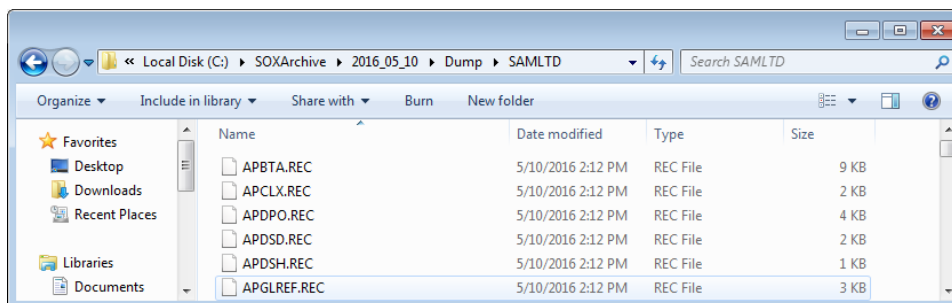 « Local Disk (C:) ▸ SOXArchive ▸ 2016_05_10 ▸ Dump ▸ SAMLTD Search SAMLTD
Organize ▾ Include in library ▾ Share with ▾ Burn New folder
Favorites
Desktop
Downloads
Recent Places
Libraries
Documents
Name Date modified Type Size
APBTA.REC 5/10/2016 2:12 PM REC File 9 KB
APCLX.REC 5/10/2016 2:12 PM REC File 2 KB
APDPO.REC 5/10/2016 2:12 PM REC File 4 KB
APDSD.REC 5/10/2016 2:12 PM REC File 2 KB
APDSH.REC 5/10/2016 2:12 PM REC File 1 KB
APGLREF.REC 5/10/2016 2:12 PM REC File 3 KB